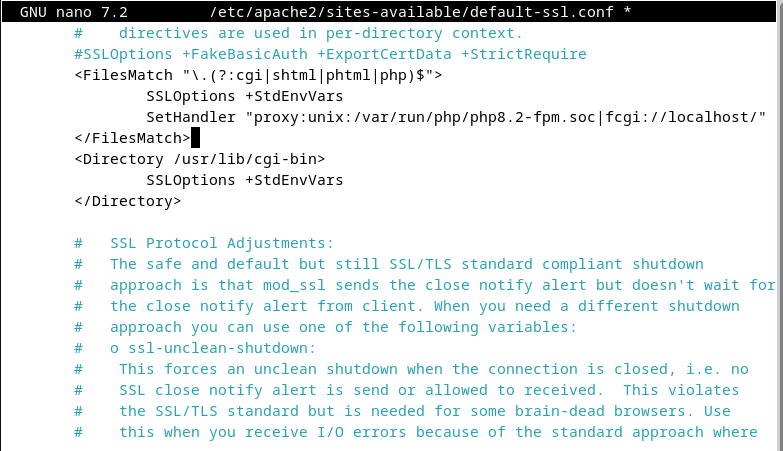 GNU nano 7.2         /etc/apache2/sites-available/default-ssl.conf *
#    directives are used in per-directory context.
#SSLOptions +FakeBasicAuth +ExportCertData +StrictRequire
<FilesMatch "\.(?:cgi|shtml|phtml|php)$">
        SSLOptions +StdEnvVars
        SetHandler "proxy:unix:/var/run/php/php8.2-fpm.soc|fcgi://localhost/"
</FilesMatch>
<Directory /usr/lib/cgi-bin>
        SSLOptions +StdEnvVars
</Directory>

#   SSL Protocol Adjustments:
#   The safe and default but still SSL/TLS standard compliant shutdown
#   approach is that mod_ssl sends the close notify alert but doesn't wait for
#   the close notify alert from client. When you need a different shutdown
#   approach you can use one of the following variables:
#   o ssl-unclean-shutdown:
#    This forces an unclean shutdown when the connection is closed, i.e. no
#    SSL close notify alert is send or allowed to received.  This violates
#    the SSL/TLS standard but is needed for some brain-dead browsers. Use
#    this when you receive I/O errors because of the standard approach where